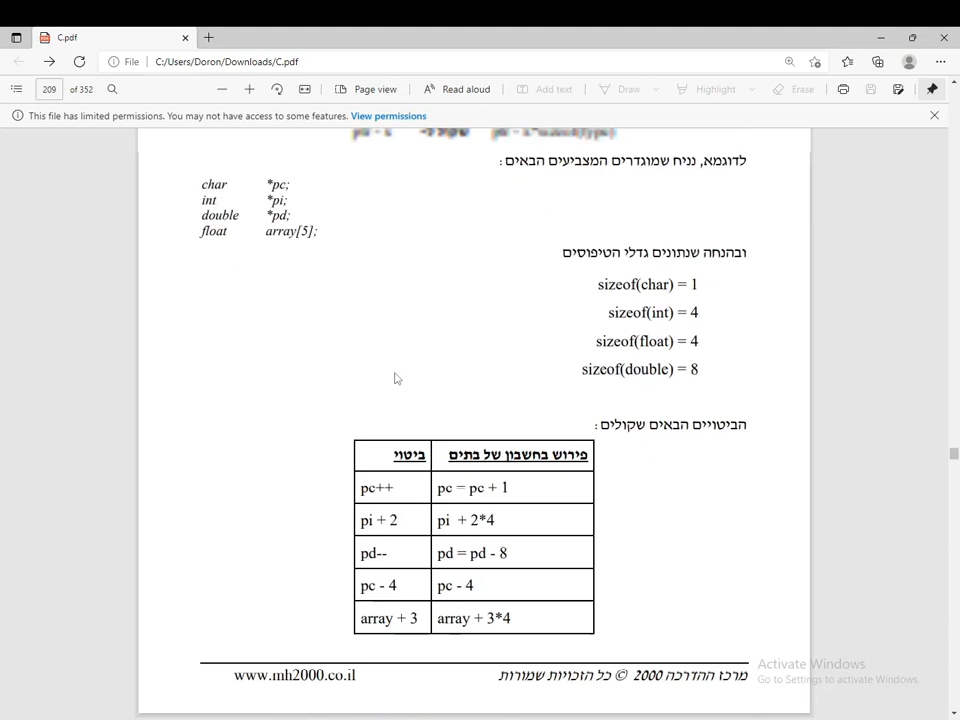 C.pdf
File
C:/Users/Doron/Downloads/C.pdf
209 of 352
Page view
Read aloud
Add text
Draw
Highlight
Erase
This file has limited permissions. You may not have access to some features. View permissions
לדוגמא, נניח שמוגדרים המצביעים הבאים :
char *pc;
int *pi;
double *pd;
float array[5];
ובהנחה שנתונים גדלי הטיפוסים
sizeof(char) = 1
sizeof(int) = 4
sizeof(float) = 4
sizeof(double) = 8
הביטויים הבאים שקולים :
ביטוי פירוש בחשבון של בתים
pc++ pc = pc + 1
pi + 2 pi + 2*4
pd-- pd = pd - 8
pc - 4 pc - 4
array + 3 array + 3*4
www.mh2000.co.il מרכז ההדרכה 2000 © כל הזכויות שמורות
Activate Windows
Go to Settings to activate Windows.